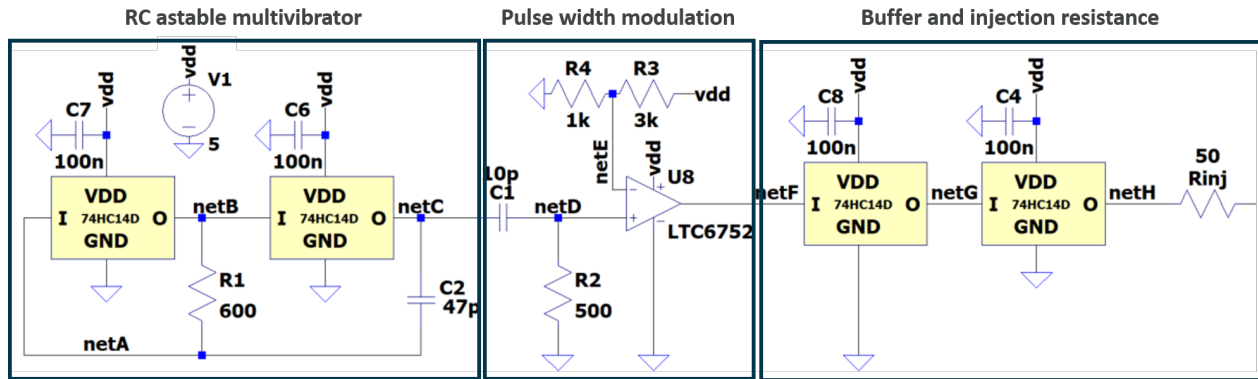 RC astable multivibrator
Pulse width modulation
Buffer and injection resistance
vdd
C7
100n
vdd
V1
5
vdd
C6
100n
VDD
I 74HC14D O
GND
netB
VDD
I 74HC14D O
GND
netC
R1
600
C2
47p
netA
R4
1k
R3
3k
vdd
netE
vdd
U8
LTC6752
10p
C1
netD
R2
500
vdd
C8
100n
vdd
C4
100n
netF
VDD
I 74HC14D O
GND
netG
VDD
I 74HC14D O
GND
netH
50
Rinj